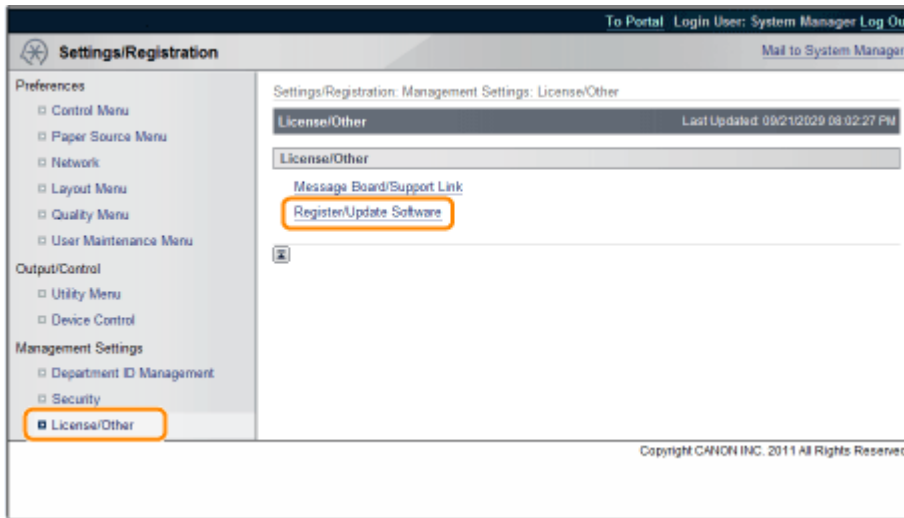 To Portal Login User: System Manager Log Ou
Settings/Registration
Mail to System Manager
Preferences
Control Menu
Paper Source Menu
Network
Layout Menu
Quality Menu
User Maintenance Menu
Output/Control
Utility Menu
Device Control
Management Settings
Department ID Management
Security
License/Other
Settings/Registration: Management Settings: License/Other
License/Other Last Updated: 09/21/2029 08:02:27 PM
License/Other
Message Board/Support Link
Register/Update Software
Copyright CANON INC. 2011 All Rights Reserved